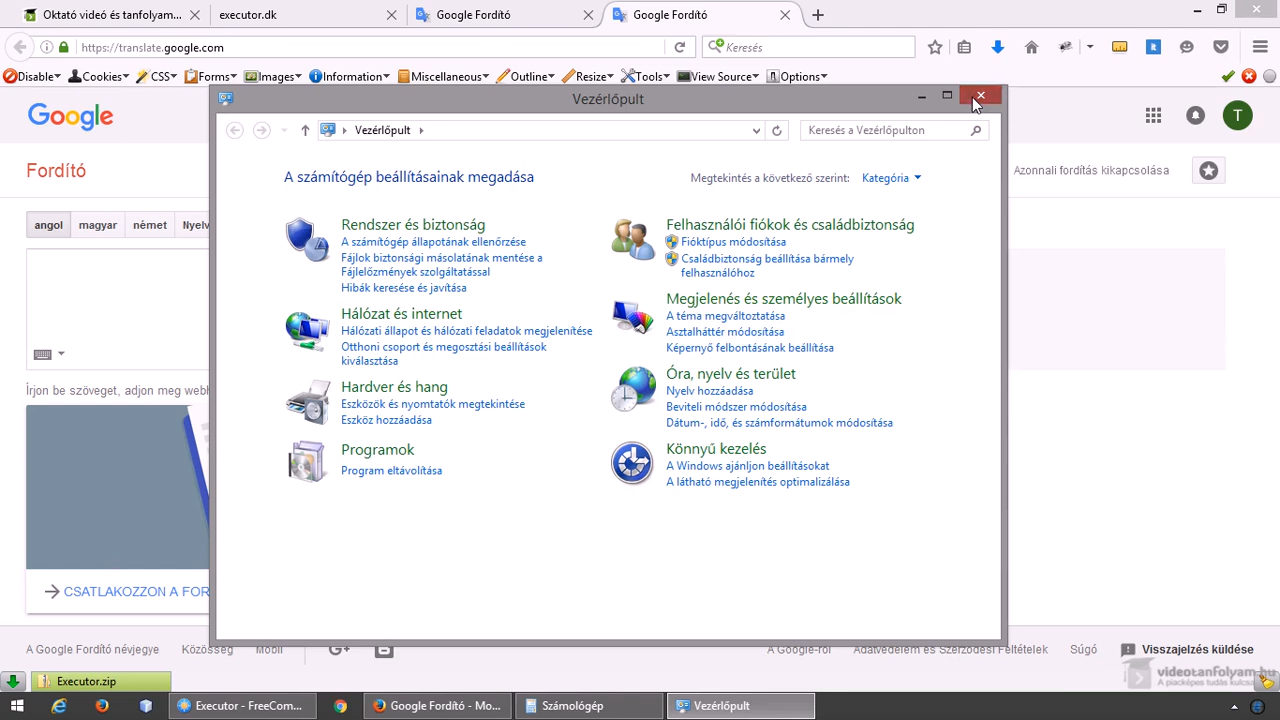 Oktató videó és tanfolyam...
executor.dk
Google Fordító
Google Fordító
https://translate.google.com
Keresés
Disable
Cookies
CSS
Forms
Images
Information
Miscellaneous
Outline
Resize
Tools
View Source
Options
Vezérlőpult
Google
T
Vezérlőpult
Keresés a Vezérlőpulton
Fordító
Azonnali fordítás kikapcsolása
A számítógép beállításainak megadása
Megtekintés a következő szerint: Kategória
angol
magyar
német
Nyelv
Rendszer és biztonság
A számítógép állapotának ellenőrzése
Fájlok biztonsági másolatának mentése a
Fájlelőzmények szolgáltatással
Hibák keresése és javítása
Hálózat és internet
Hálózati állapot és hálózati feladatok megjelenítése
Otthoni csoport és megosztási beállítások
kiválasztása
Hardver és hang
Eszközök és nyomtatók megtekintése
Eszköz hozzáadása
Programok
Program eltávolítása
Felhasználói fiókok és családbiztonság
Fióktípus módosítása
Családbiztonság beállítása bármely
felhasználóhoz
Megjelenés és személyes beállítások
A téma megváltoztatása
Asztalháttér módosítása
Képernyő felbontásának beállítása
Óra, nyelv és terület
Nyelv hozzáadása
Beviteli módszer módosítása
Dátum-, idő, és számformátumok módosítása
Könnyű kezelés
A Windows ajánljon beállításokat
A látható megjelenítés optimalizálása
Írjon be szöveget, adjon meg webh
CSATLAKOZZON A FOR
A Google Fordító névjegye
Közösség
Mobil
G+
A Google-ról
Adatvédelem és Szerződési Feltételek
Súgó
Visszajelzés küldése
videotanfolyam.hu
A piacképes tudás kulcsa
Executor.zip
Executor - FreeCom...
Google Fordító - Mo...
Számológép
Vezérlőpult